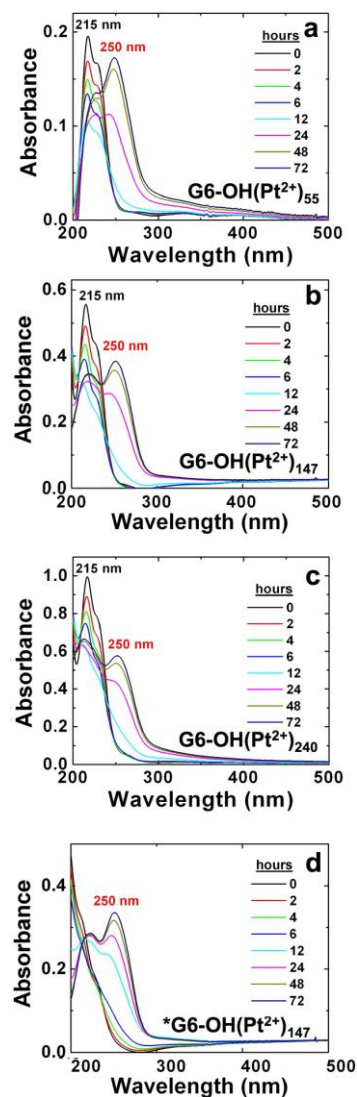 a
215 nm
250 nm
hours
0
2
4
6
12
24
48
72
G6-OH(Pt²⁺)₅₅
Absorbance
0.2
0.1
0.0
200 300 400 500
Wavelength (nm)
b
215 nm
250 nm
hours
0
2
4
6
12
24
48
72
G6-OH(Pt²⁺)₁₄₇
Absorbance
0.6
0.4
0.2
0.0
200 300 400 500
Wavelength (nm)
c
215 nm
250 nm
hours
0
2
4
6
12
24
48
72
G6-OH(Pt²⁺)₂₄₀
Absorbance
1.0
0.8
0.6
0.4
0.2
0.0
200 300 400 500
Wavelength (nm)
d
250 nm
hours
0
2
4
6
12
24
48
72
*G6-OH(Pt²⁺)₁₄₇
Absorbance
0.4
0.2
0.0
200 300 400 500
Wavelength (nm)